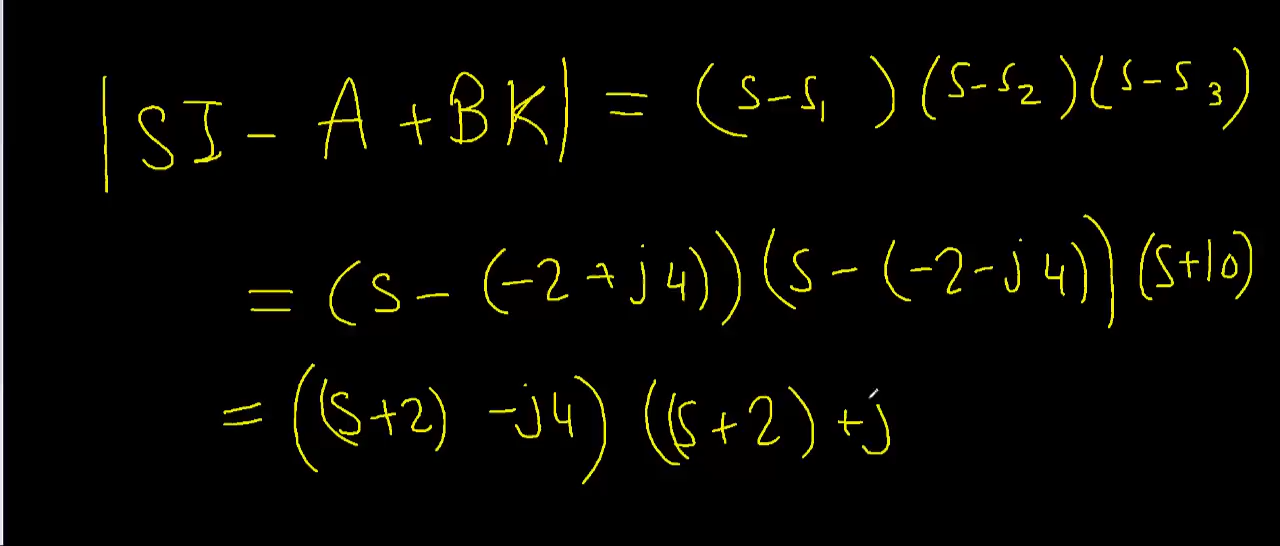 |SI - A + BK| = (S-S₁ ) (S-S₂) (S-S₃)
= (S - (-2 + j4)) (S - (-2 - j4)) (S+10)
= ((S+2) - j4) ((S+2) + j